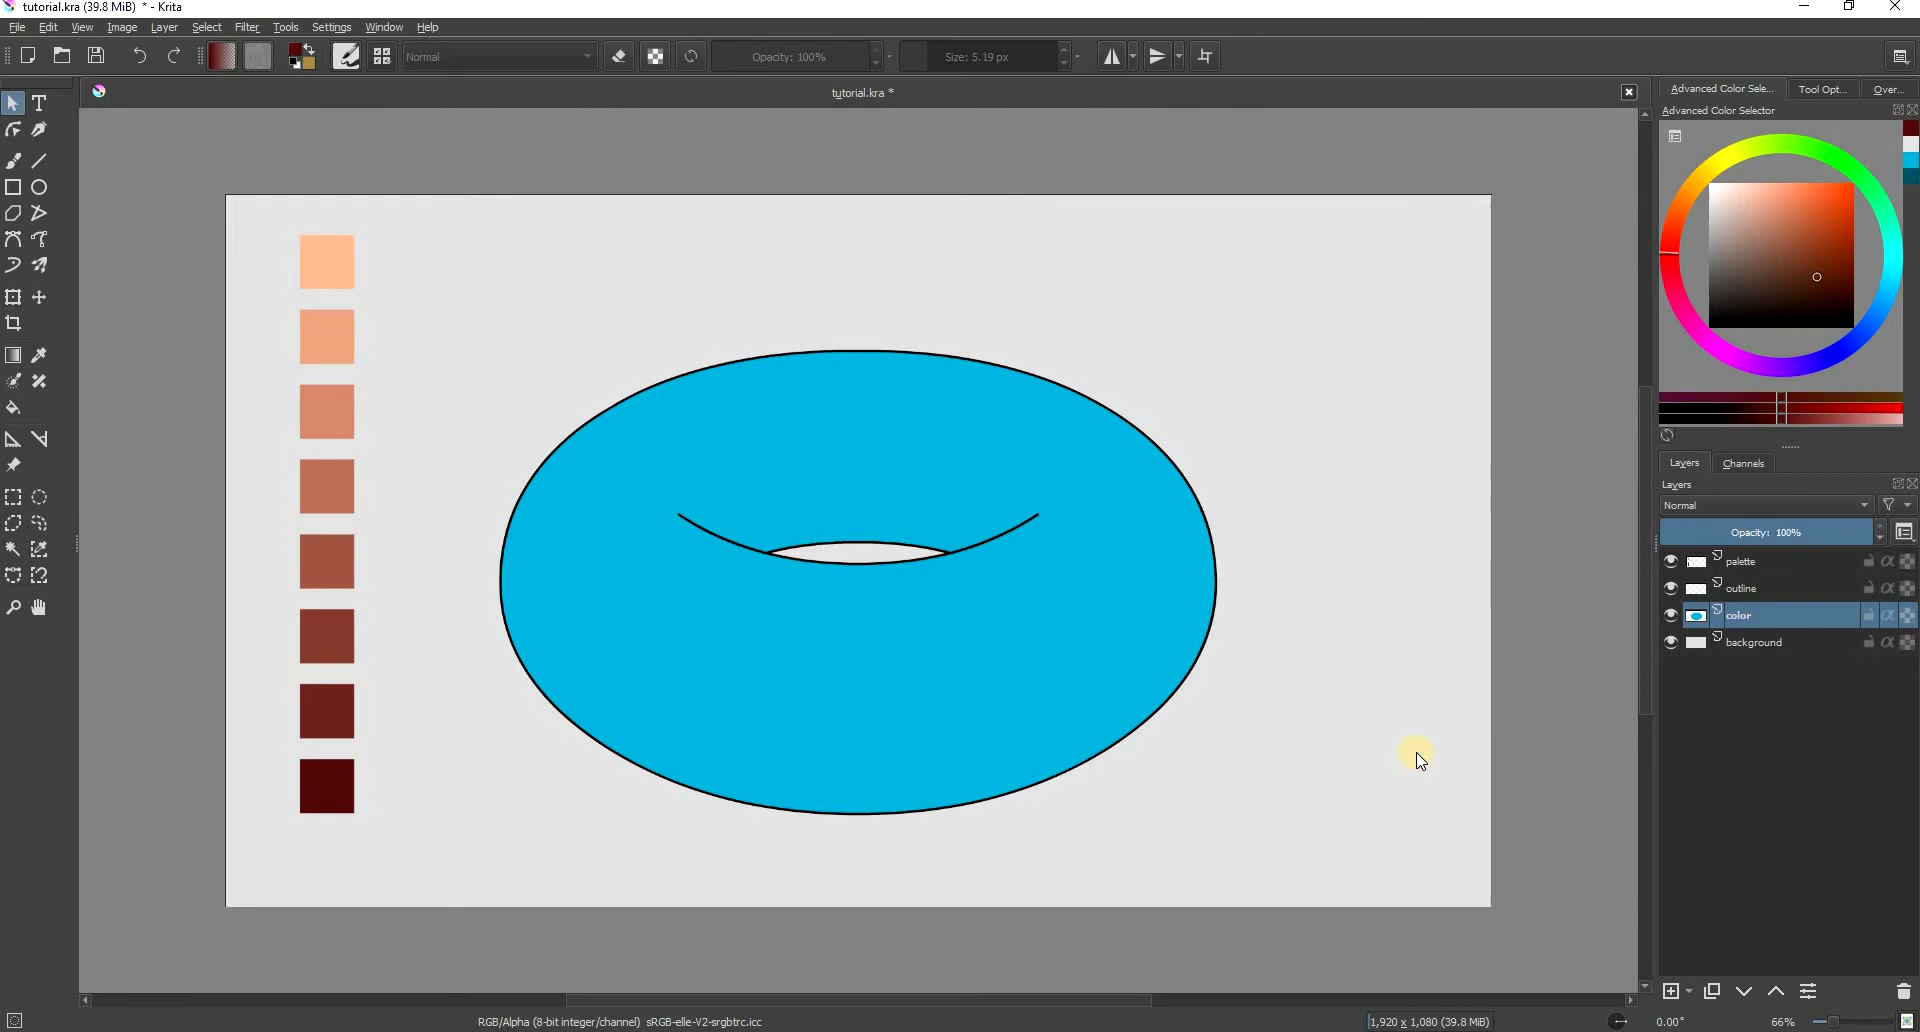 tutorial.kra (39.8 MiB) * - Krita
File Edit View Image Layer Select Filter Tools Settings Window Help
Normal Opacity: 100% Size: 5.19 px
tutorial.kra *
Advanced Color Sele... Tool Opt... Over...
Advanced Color Selector
Layers Channels
Layers
Normal
Opacity: 100%
palette
outline
color
background
RGB/Alpha (8-bit integer/channel) sRGB-elle-V2-srgbtrc.icc 1,920 x 1,080 (39.8 MiB) 0.00° 66%